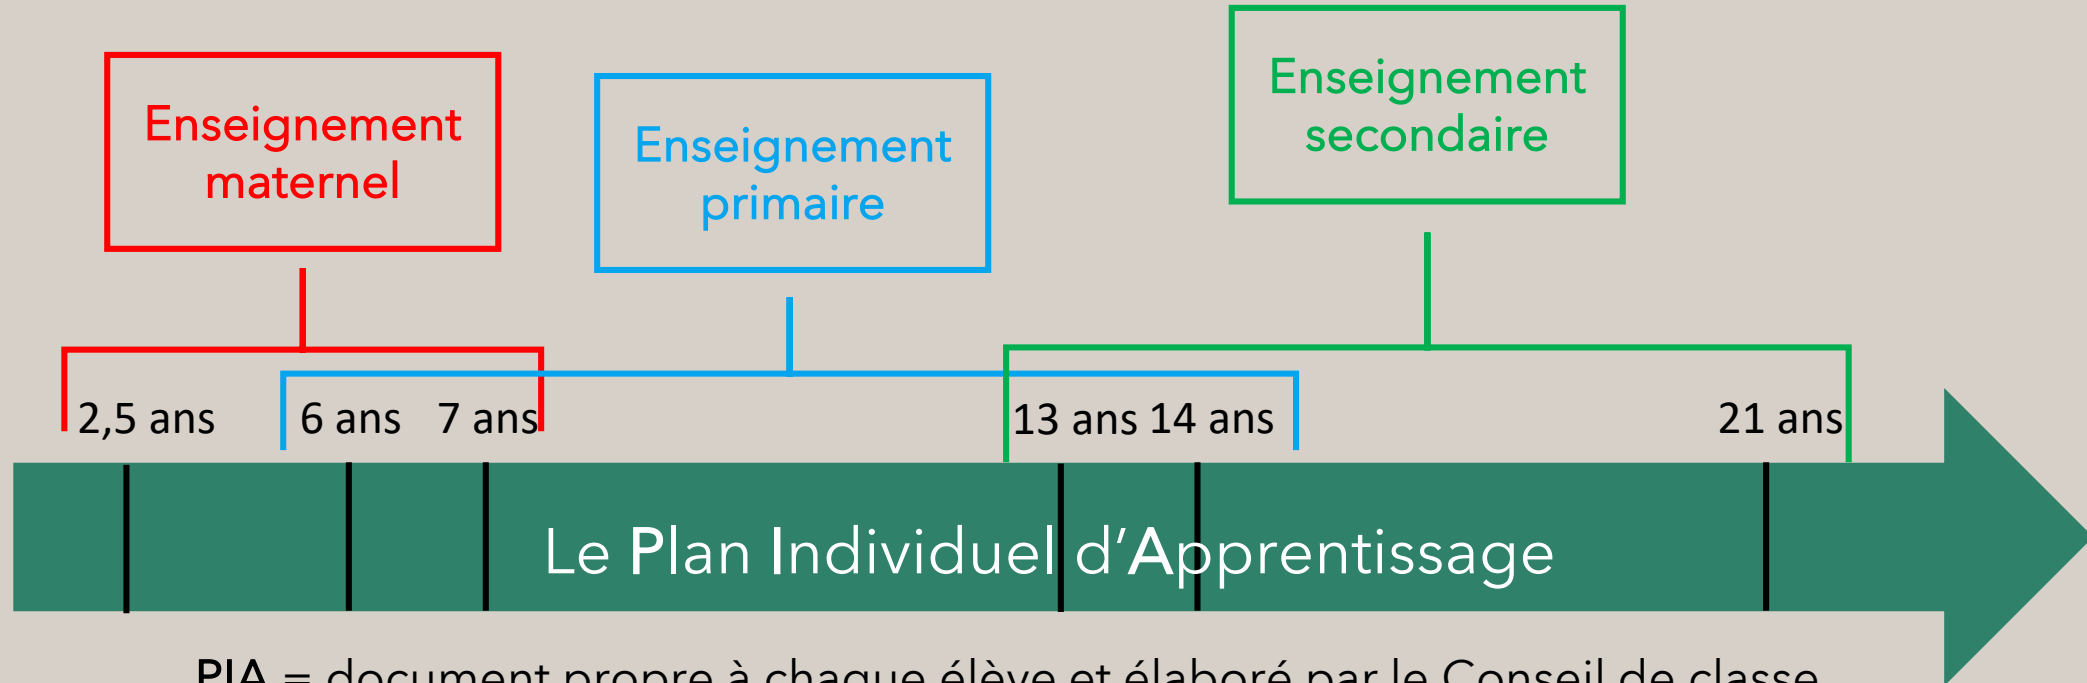 Enseignement
maternel
Enseignement
primaire
Enseignement
secondaire
2,5 ans
6 ans
7 ans
13 ans
14 ans
21 ans
Le Plan Individuel d’Apprentissage
PIA = document propre à chaque élève et élaboré par le Conseil de classe